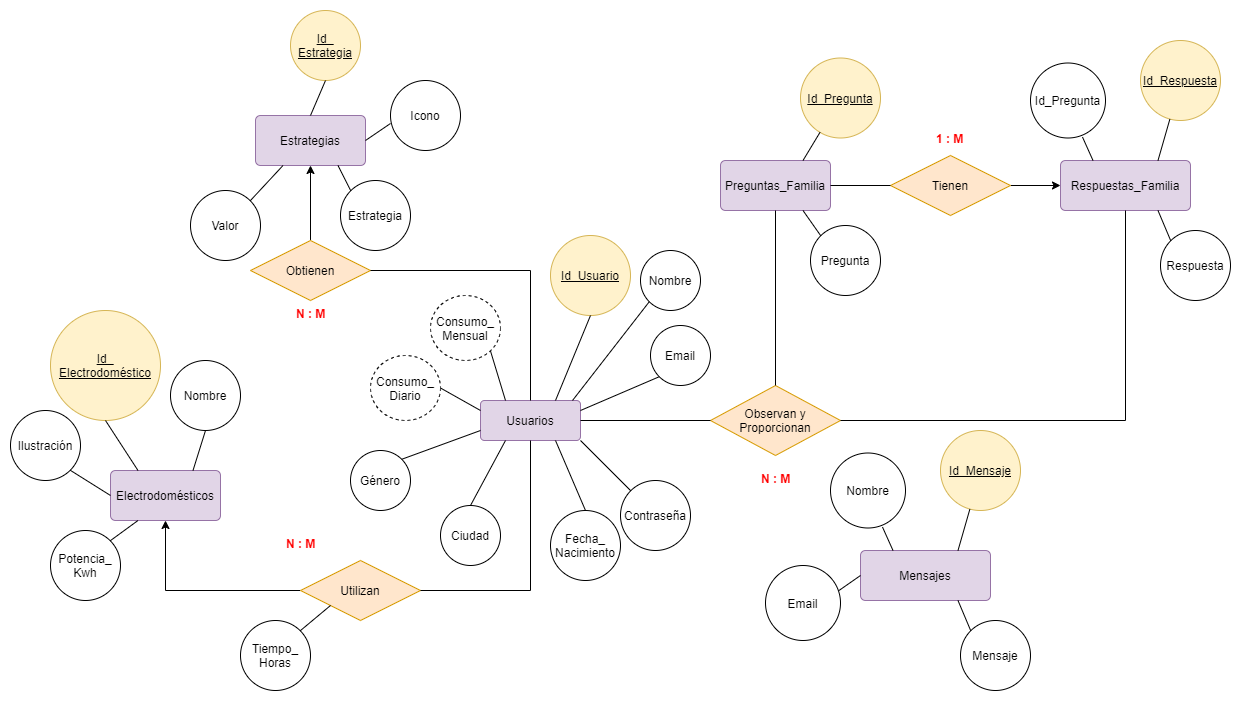 Id_
Estrategia
Icono
Estrategias
Valor
Estrategia
Obtienen
N : M
Id_Pregunta
Preguntas_Familia
Pregunta
1 : M
Tienen
Id_Pregunta
Id_Respuesta
Respuestas_Familia
Respuesta
Id_Usuario
Nombre
Email
Consumo_
Mensual
Consumo_
Diario
Usuarios
Género
Ciudad
Fecha_
Nacimiento
Contraseña
Observan y
Proporcionan
N : M
Id_
Electrodoméstico
Nombre
Ilustración
Electrodomésticos
Potencia_
Kwh
N : M
Utilizan
Tiempo_
Horas
Nombre
Id_Mensaje
Mensajes
Email
Mensaje